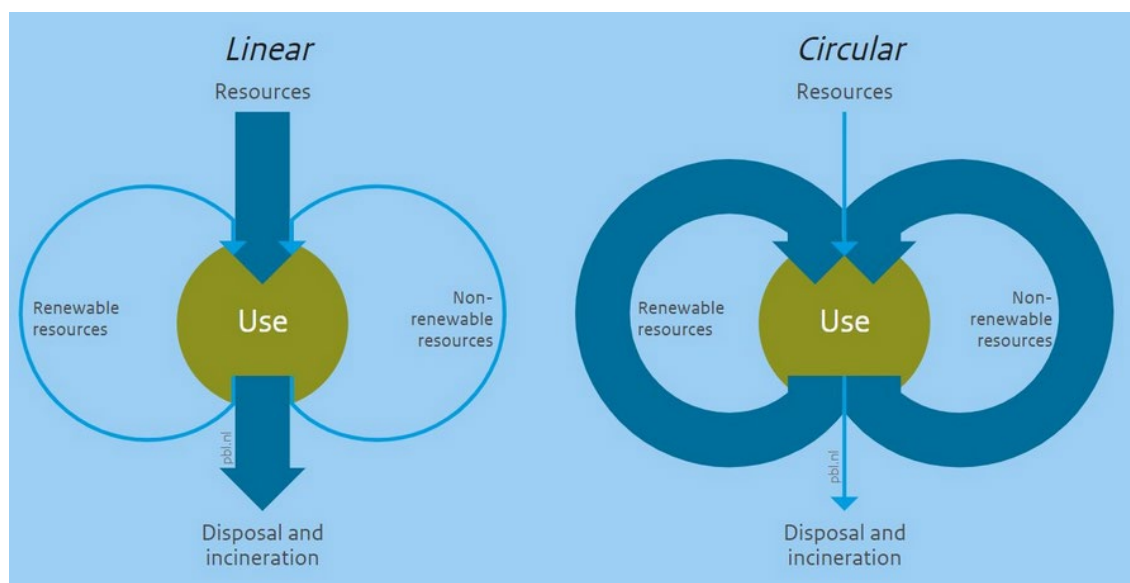 Linear
Resources
Renewable
resources
Use
Non-
renewable
resources
pbl.nl
Disposal and
incineration
Circular
Resources
Renewable
resources
Use
Non-
renewable
resources
pbl.nl
Disposal and
incineration